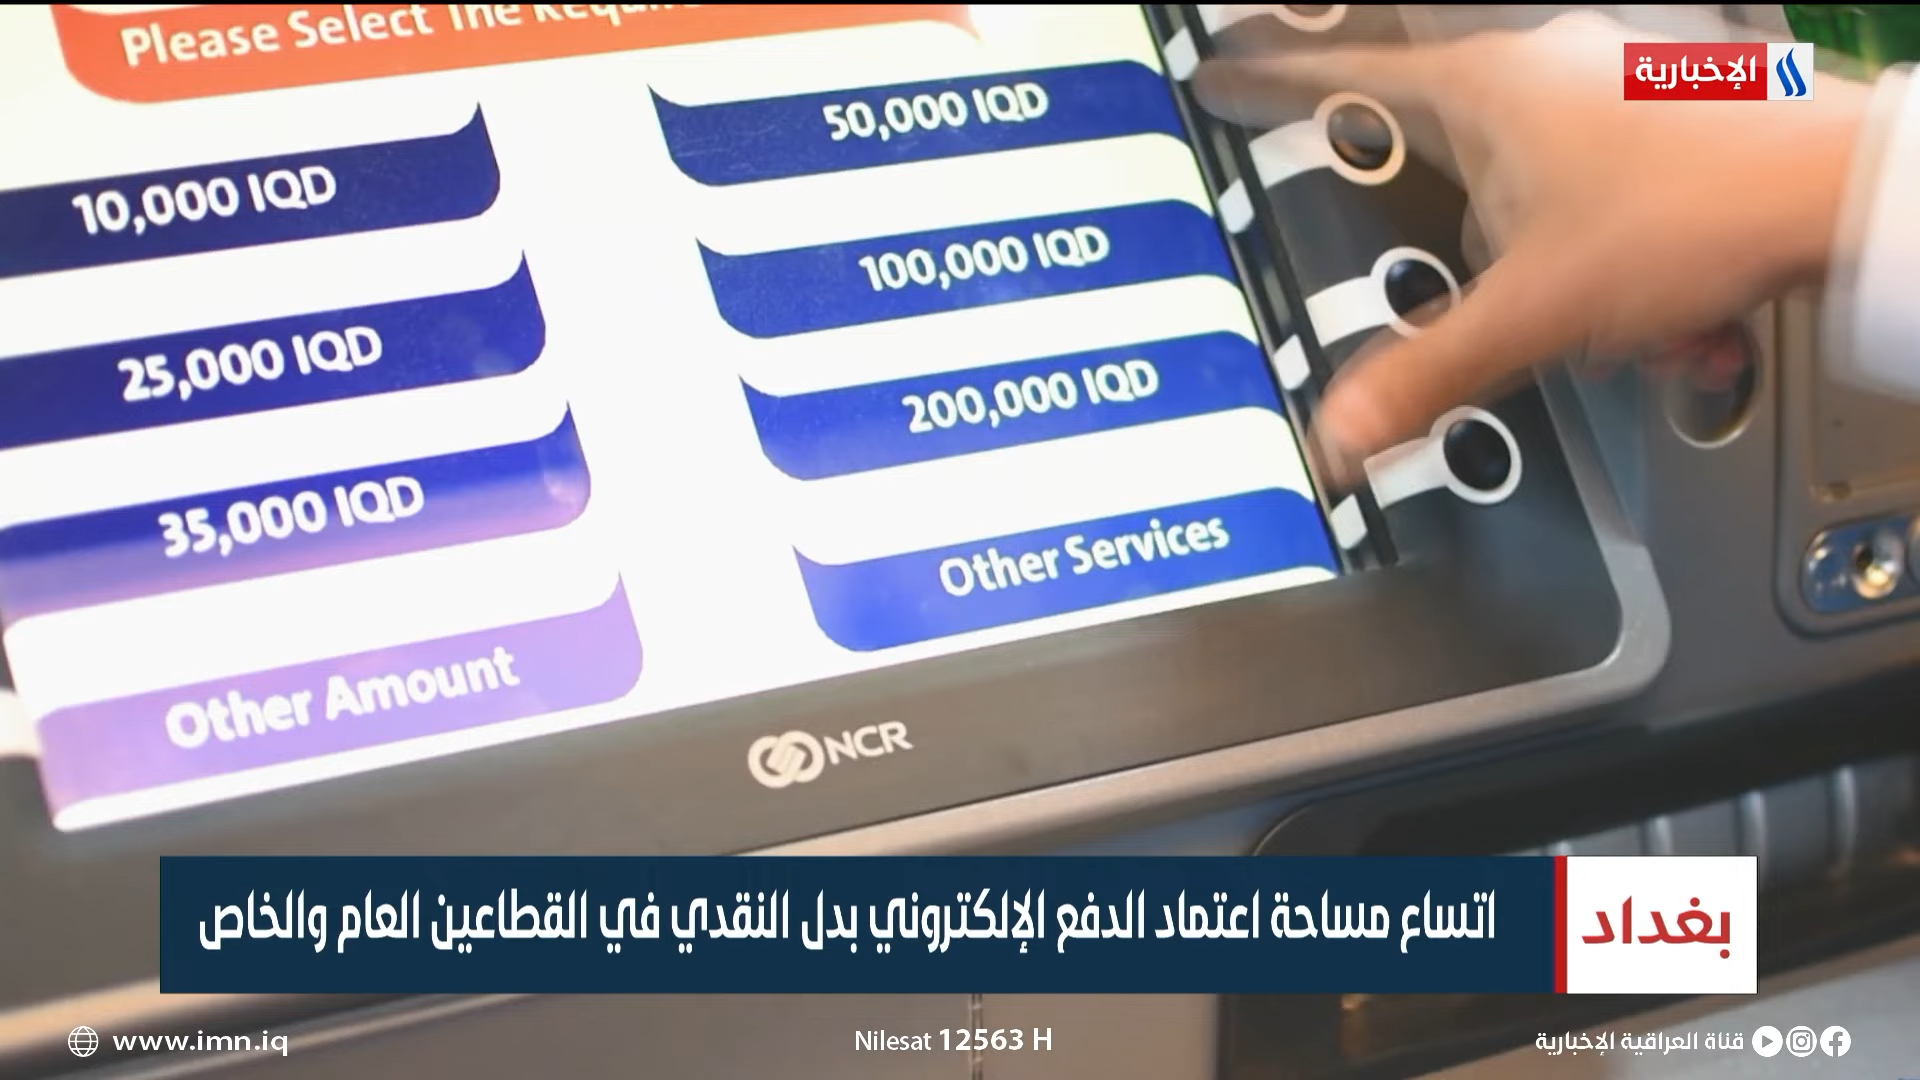 Please Select The
الإخبارية
50,000 IQD
10,000 IQD
100,000 IQD
25,000 IQD
200,000 IQD
35,000 IQD
Other Services
Other Amount
NCR
بغداد
اتساع مساحة اعتماد الدفع الإلكتروني بدل النقدي في القطاعين العام والخاص
www.imn.iq
Nilesat 12563 H
قناة العراقية الإخبارية